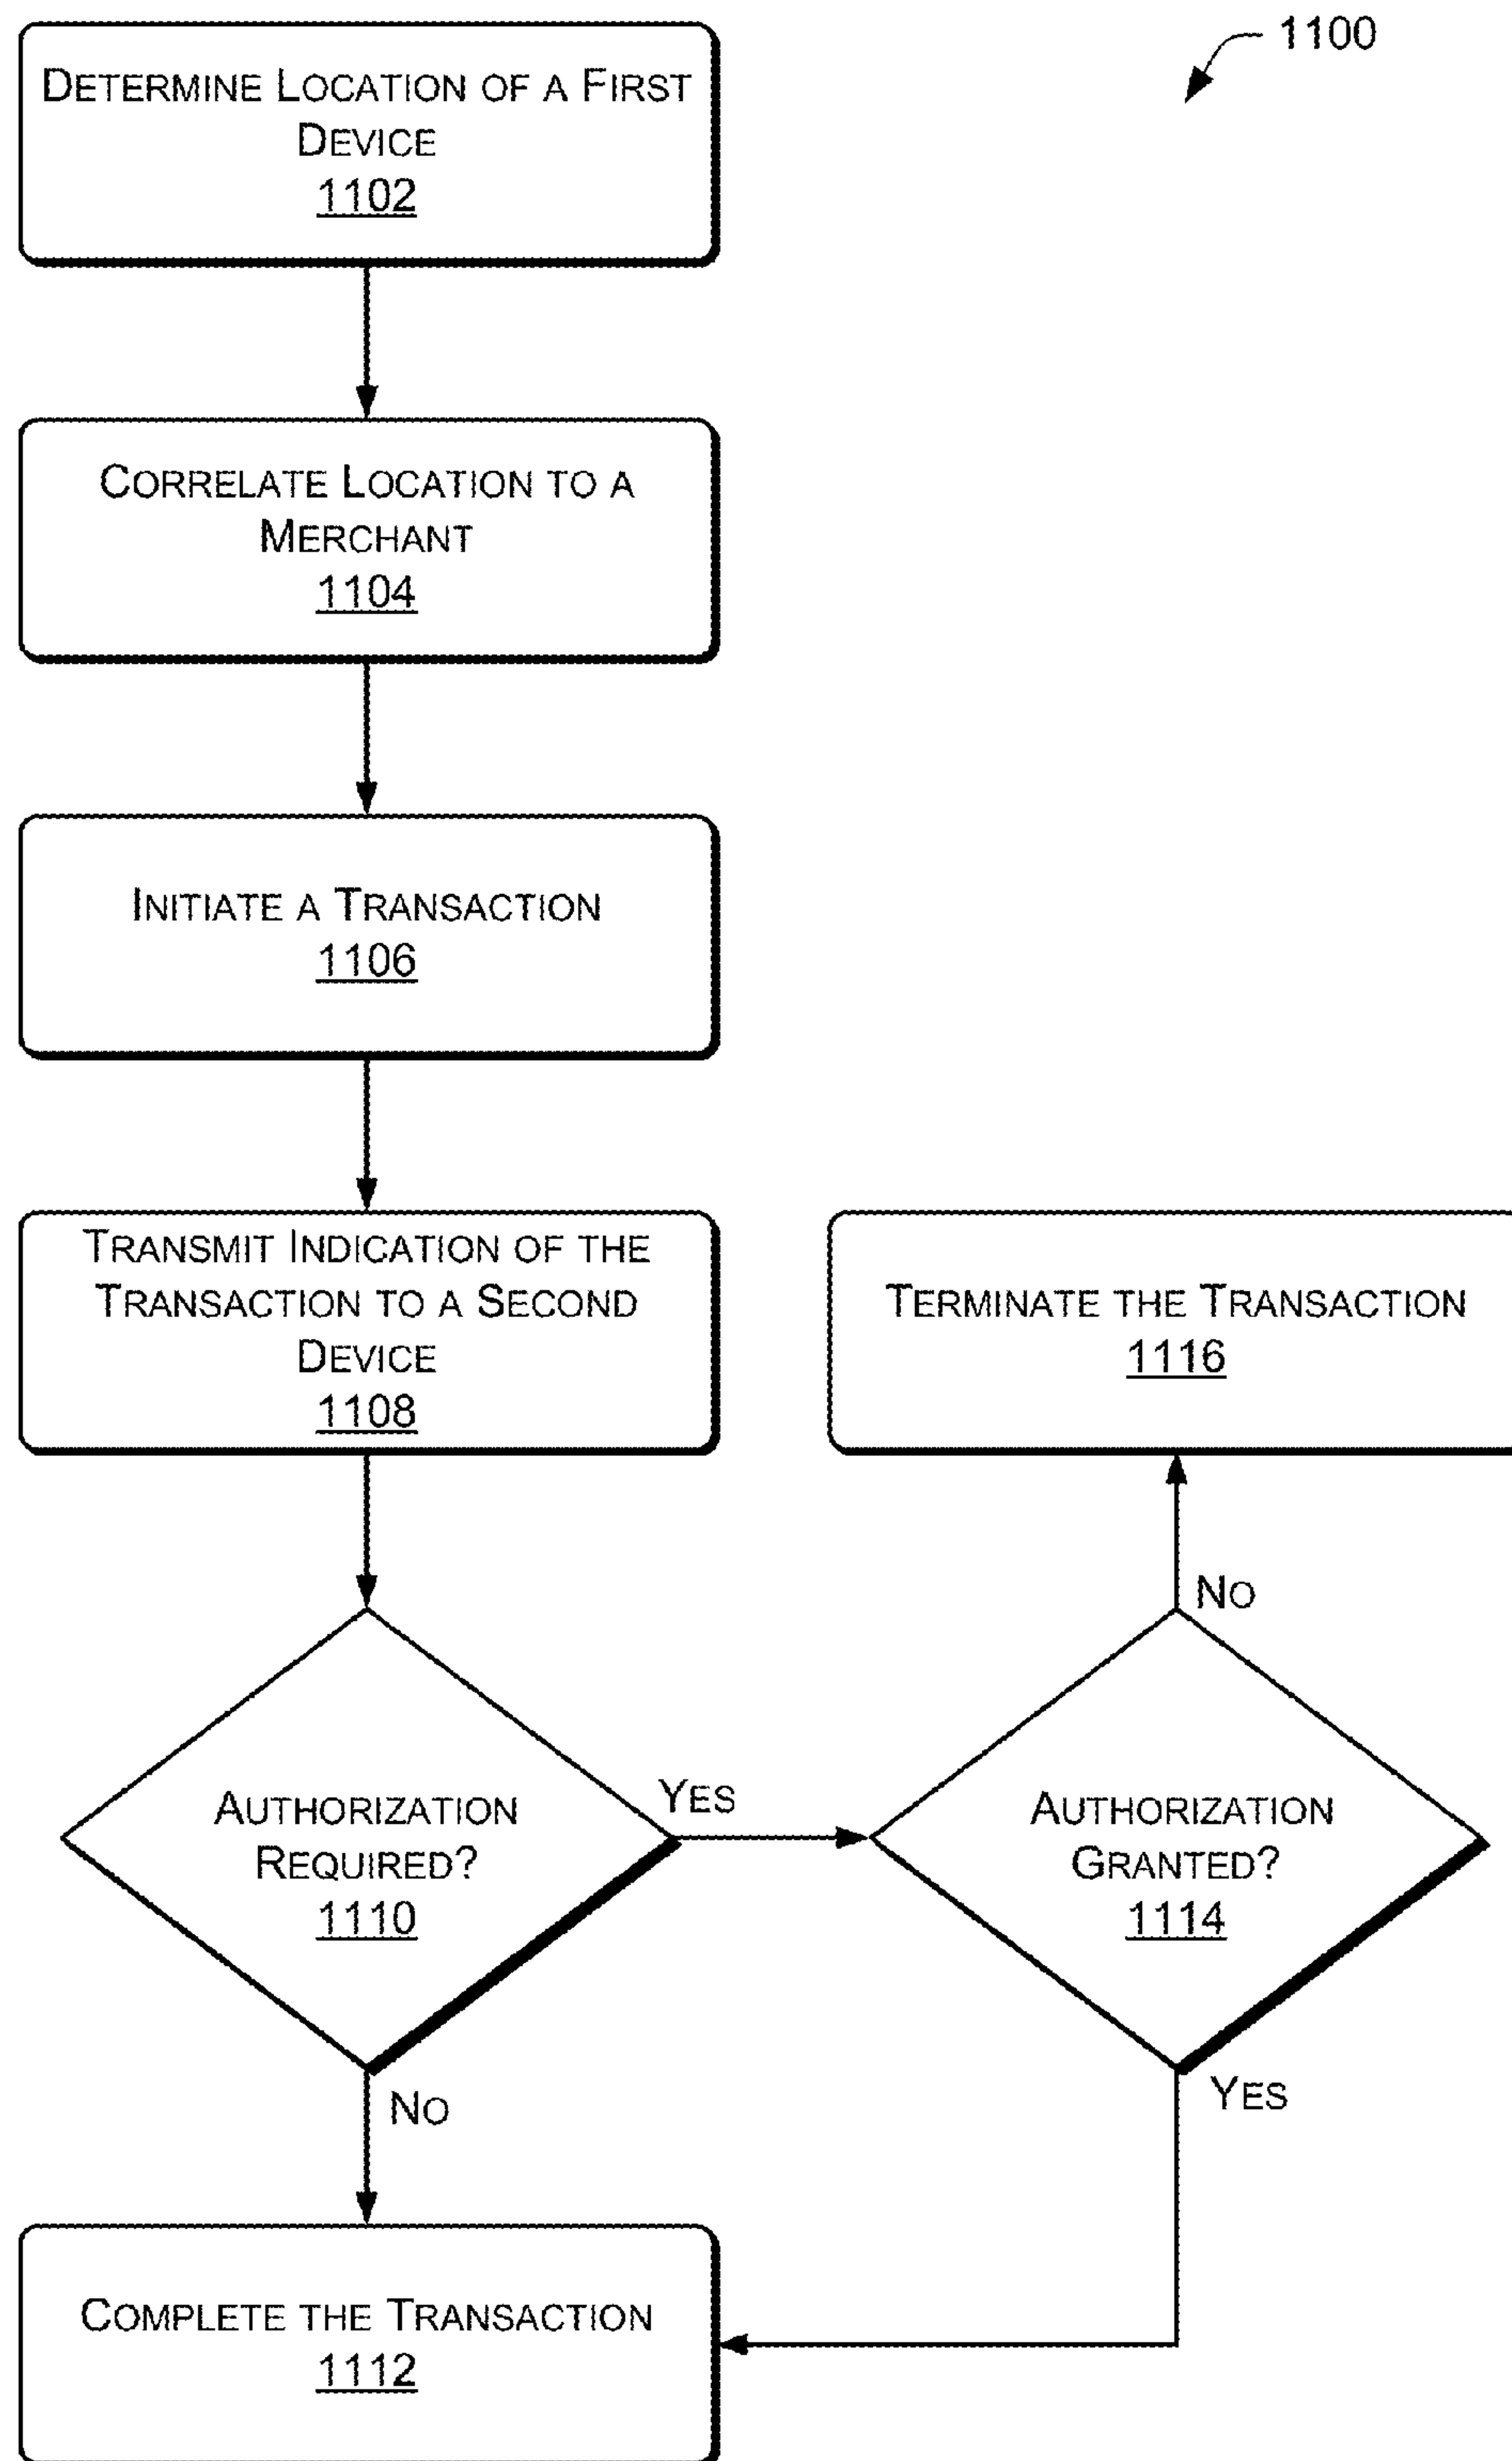 1100
DETERMINE LOCATION OF A FIRST
DEVICE
1102
CORRELATE LOCATION TO A
MERCHANT
1104
INITIATE A TRANSACTION
1106
TRANSMIT INDICATION OF THE
TRANSACTION TO A SECOND
DEVICE
1108
TERMINATE THE TRANSACTION
1116
NO
AUTHORIZATION
REQUIRED?
1110
YES
AUTHORIZATION
GRANTED?
1114
NO
YES
COMPLETE THE TRANSACTION
1112